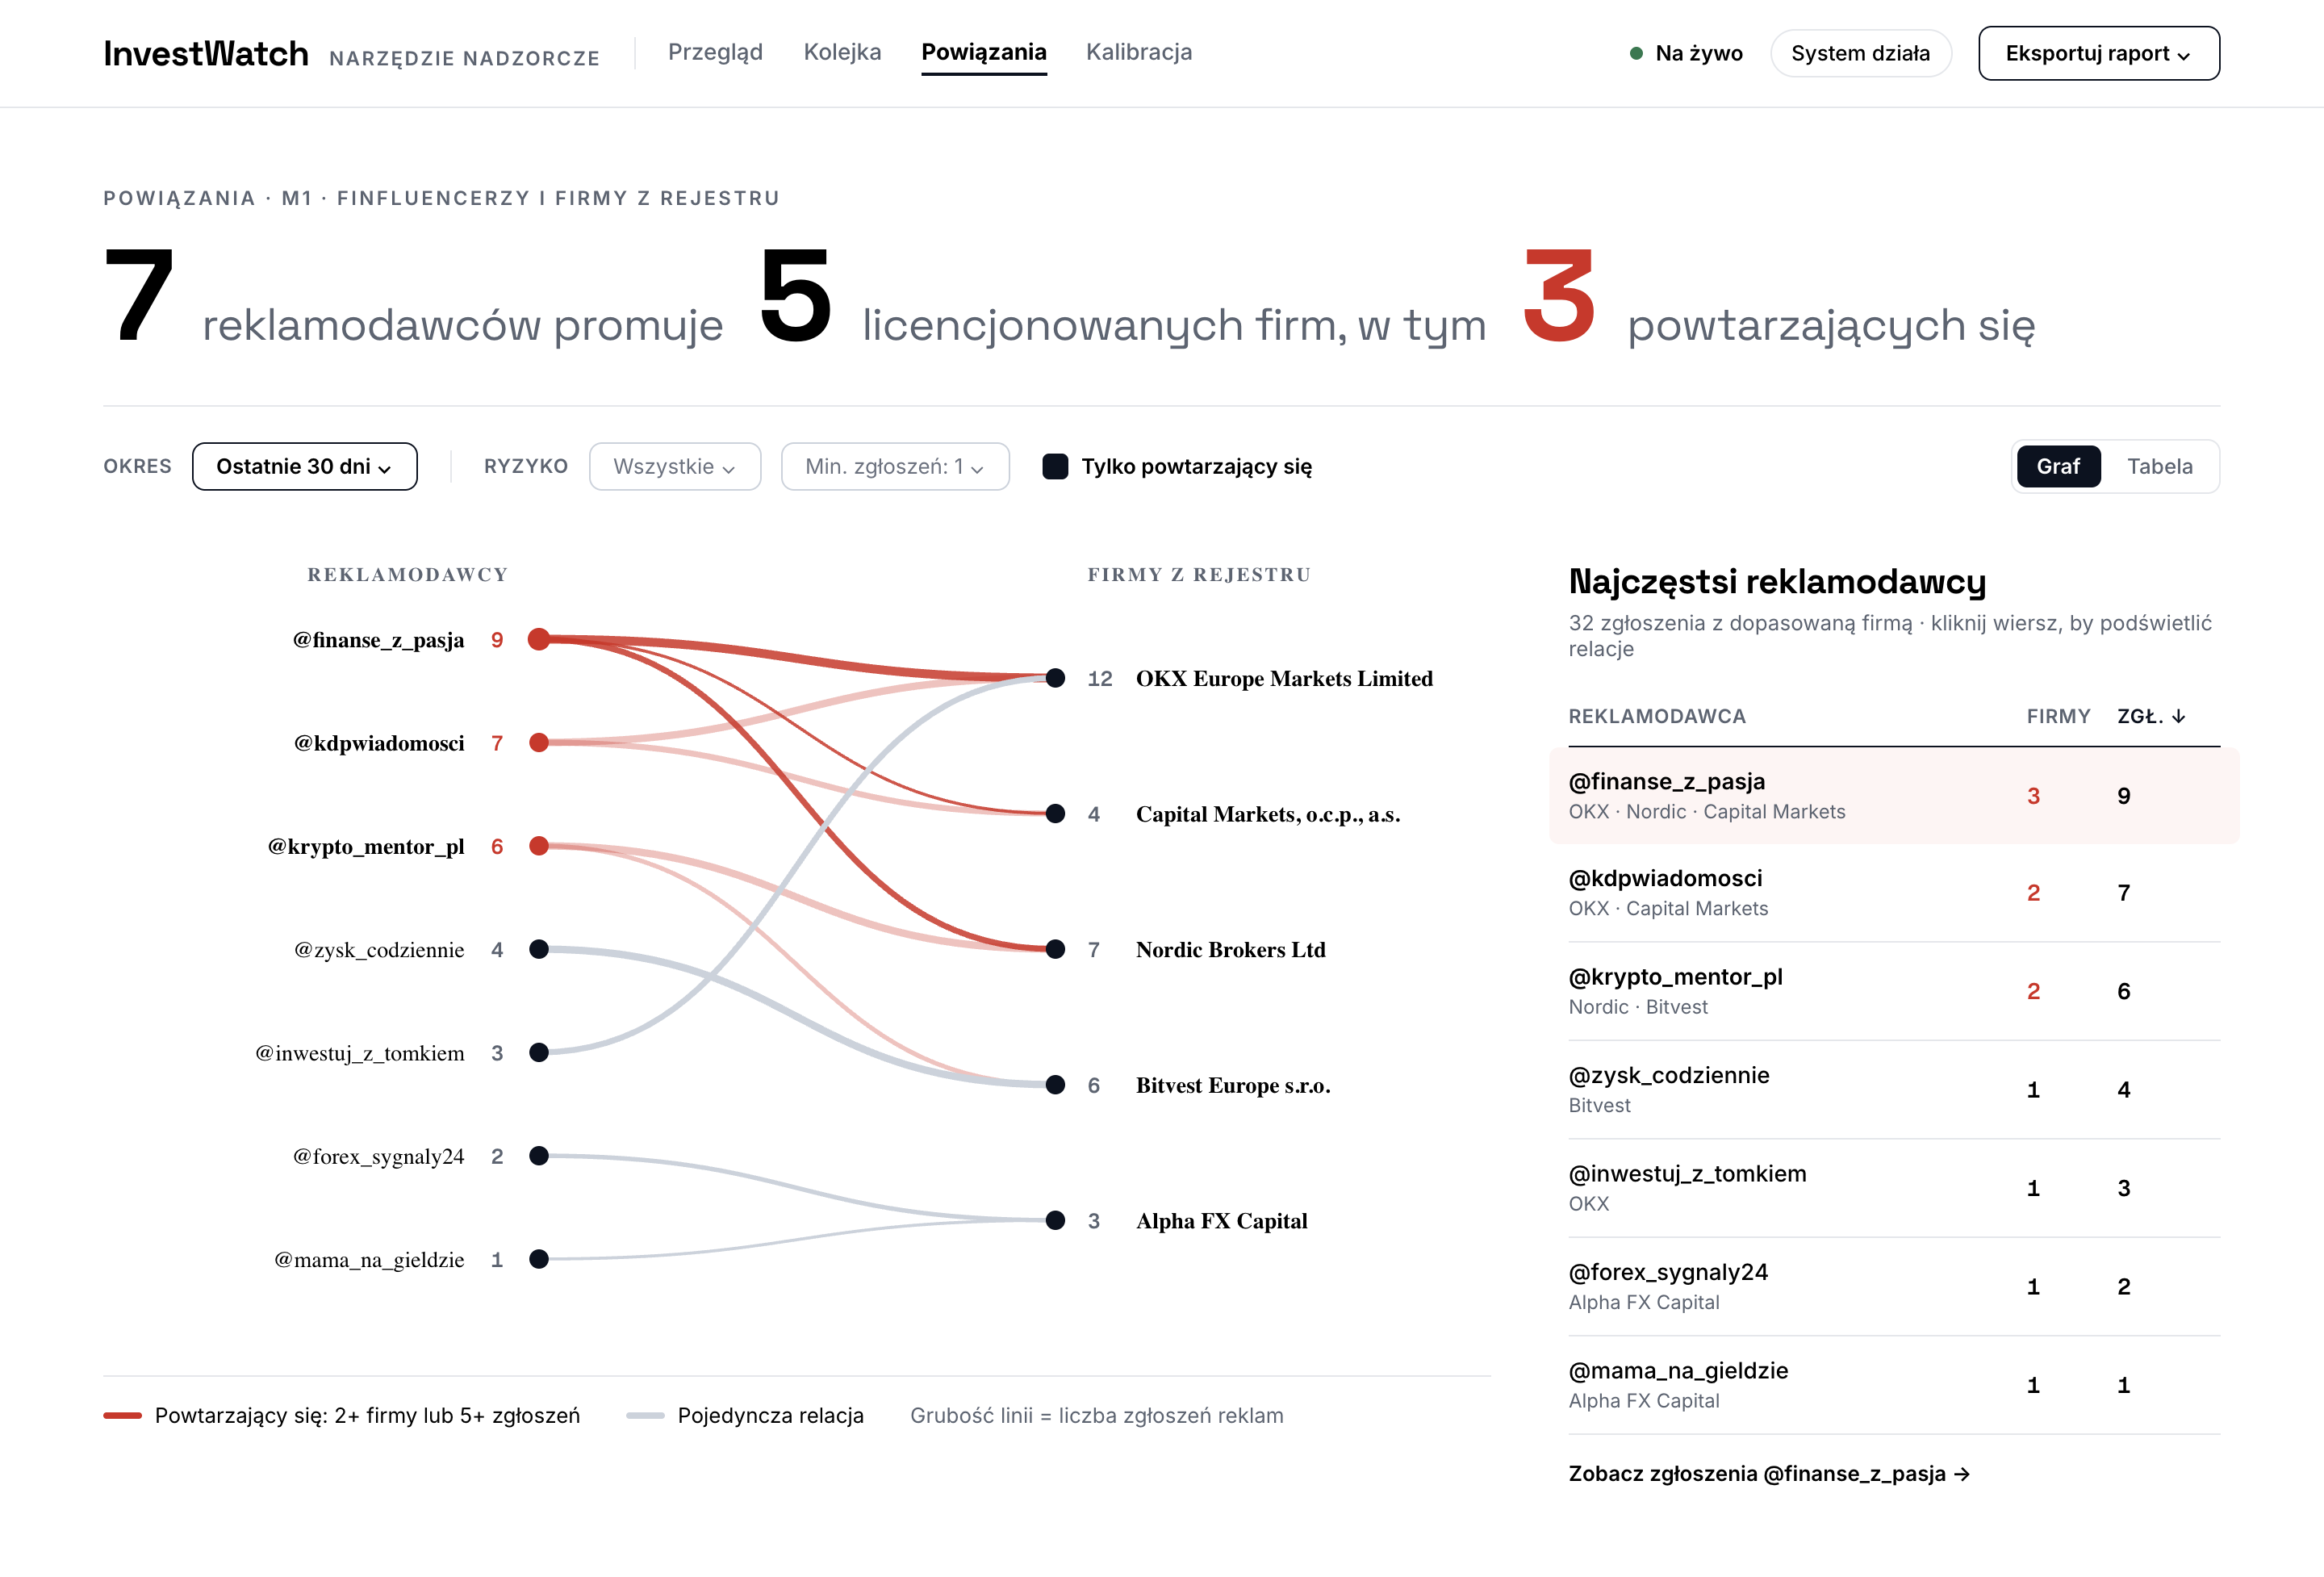 InvestWatch NARZĘDZIE NADZORCZE Przegląd Kolejka Powiązania Kalibracja Na żywo System działa Eksportuj raport
POWIĄZANIA · M1 · FINFLUENCERZY I FIRMY Z REJESTRU
7 reklamodawców promuje 5 licencjonowanych firm, w tym 3 powtarzających się
OKRES Ostatnie 30 dni RYZYKO Wszystkie Min. zgłoszeń: 1 Tylko powtarzający się Graf Tabela
REKLAMODAWCY FIRMY Z REJESTRU
@finanse_z_pasja 9
@kdpwiadomosci 7
@krypto_mentor_pl 6
@zysk_codziennie 4
@inwestuj_z_tomkiem 3
@forex_sygnaly24 2
@mama_na_gieldzie 1
12 OKX Europe Markets Limited
4 Capital Markets, o.c.p., a.s.
7 Nordic Brokers Ltd
6 Bitvest Europe s.r.o.
3 Alpha FX Capital
Powtarzający się: 2+ firmy lub 5+ zgłoszeń Pojedyncza relacja Grubość linii = liczba zgłoszeń reklam
Najczęstsi reklamodawcy
32 zgłoszenia z dopasowaną firmą · kliknij wiersz, by podświetlić
relacje
REKLAMODAWCA FIRMY ZGŁ. ↓
@finanse_z_pasja 3 9
OKX · Nordic · Capital Markets
@kdpwiadomosci 2 7
OKX · Capital Markets
@krypto_mentor_pl 2 6
Nordic · Bitvest
@zysk_codziennie 1 4
Bitvest
@inwestuj_z_tomkiem 1 3
OKX
@forex_sygnaly24 1 2
Alpha FX Capital
@mama_na_gieldzie 1 1
Alpha FX Capital
Zobacz zgłoszenia @finanse_z_pasja →